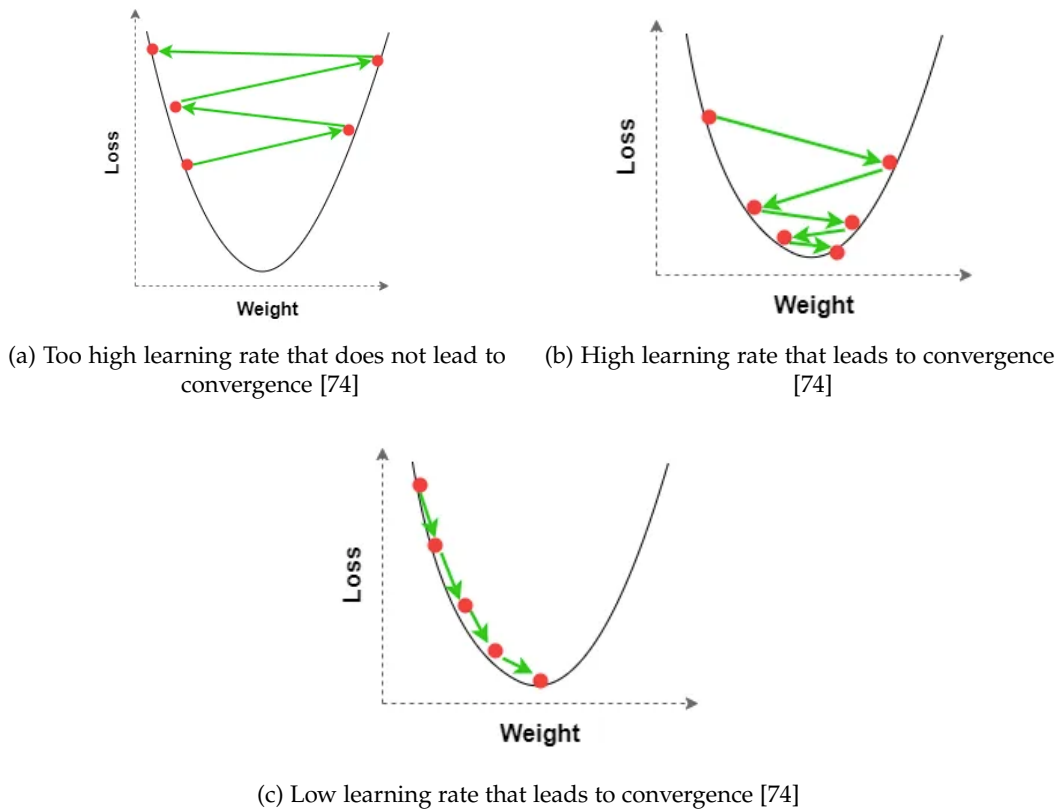 Loss
Weight
(a) Too high learning rate that does not lead to
convergence [74]
Loss
Weight
(b) High learning rate that leads to convergence
[74]
Loss
Weight
(c) Low learning rate that leads to convergence [74]